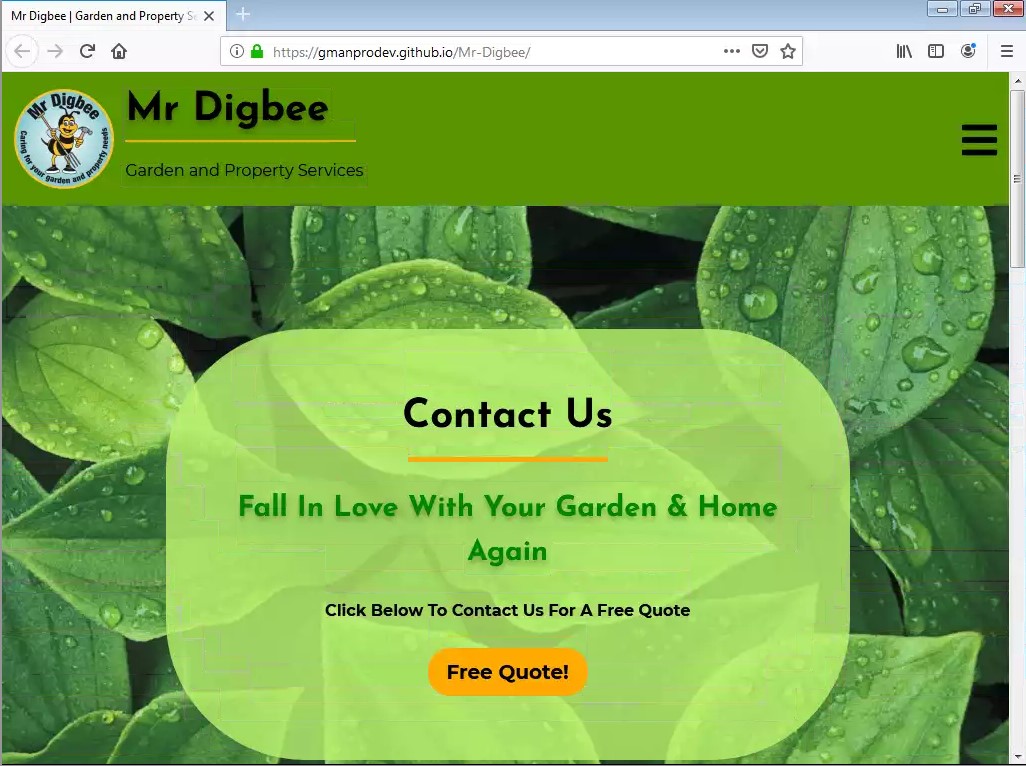 Mr Digbee | Garden and Property Se
https://gmanprodev.github.io/Mr-Digbee/
Mr Digbee
Caring for your garden and property needs
Mr Digbee
Garden and Property Services
Contact Us
Fall In Love With Your Garden & Home
Again
Click Below To Contact Us For A Free Quote
Free Quote!